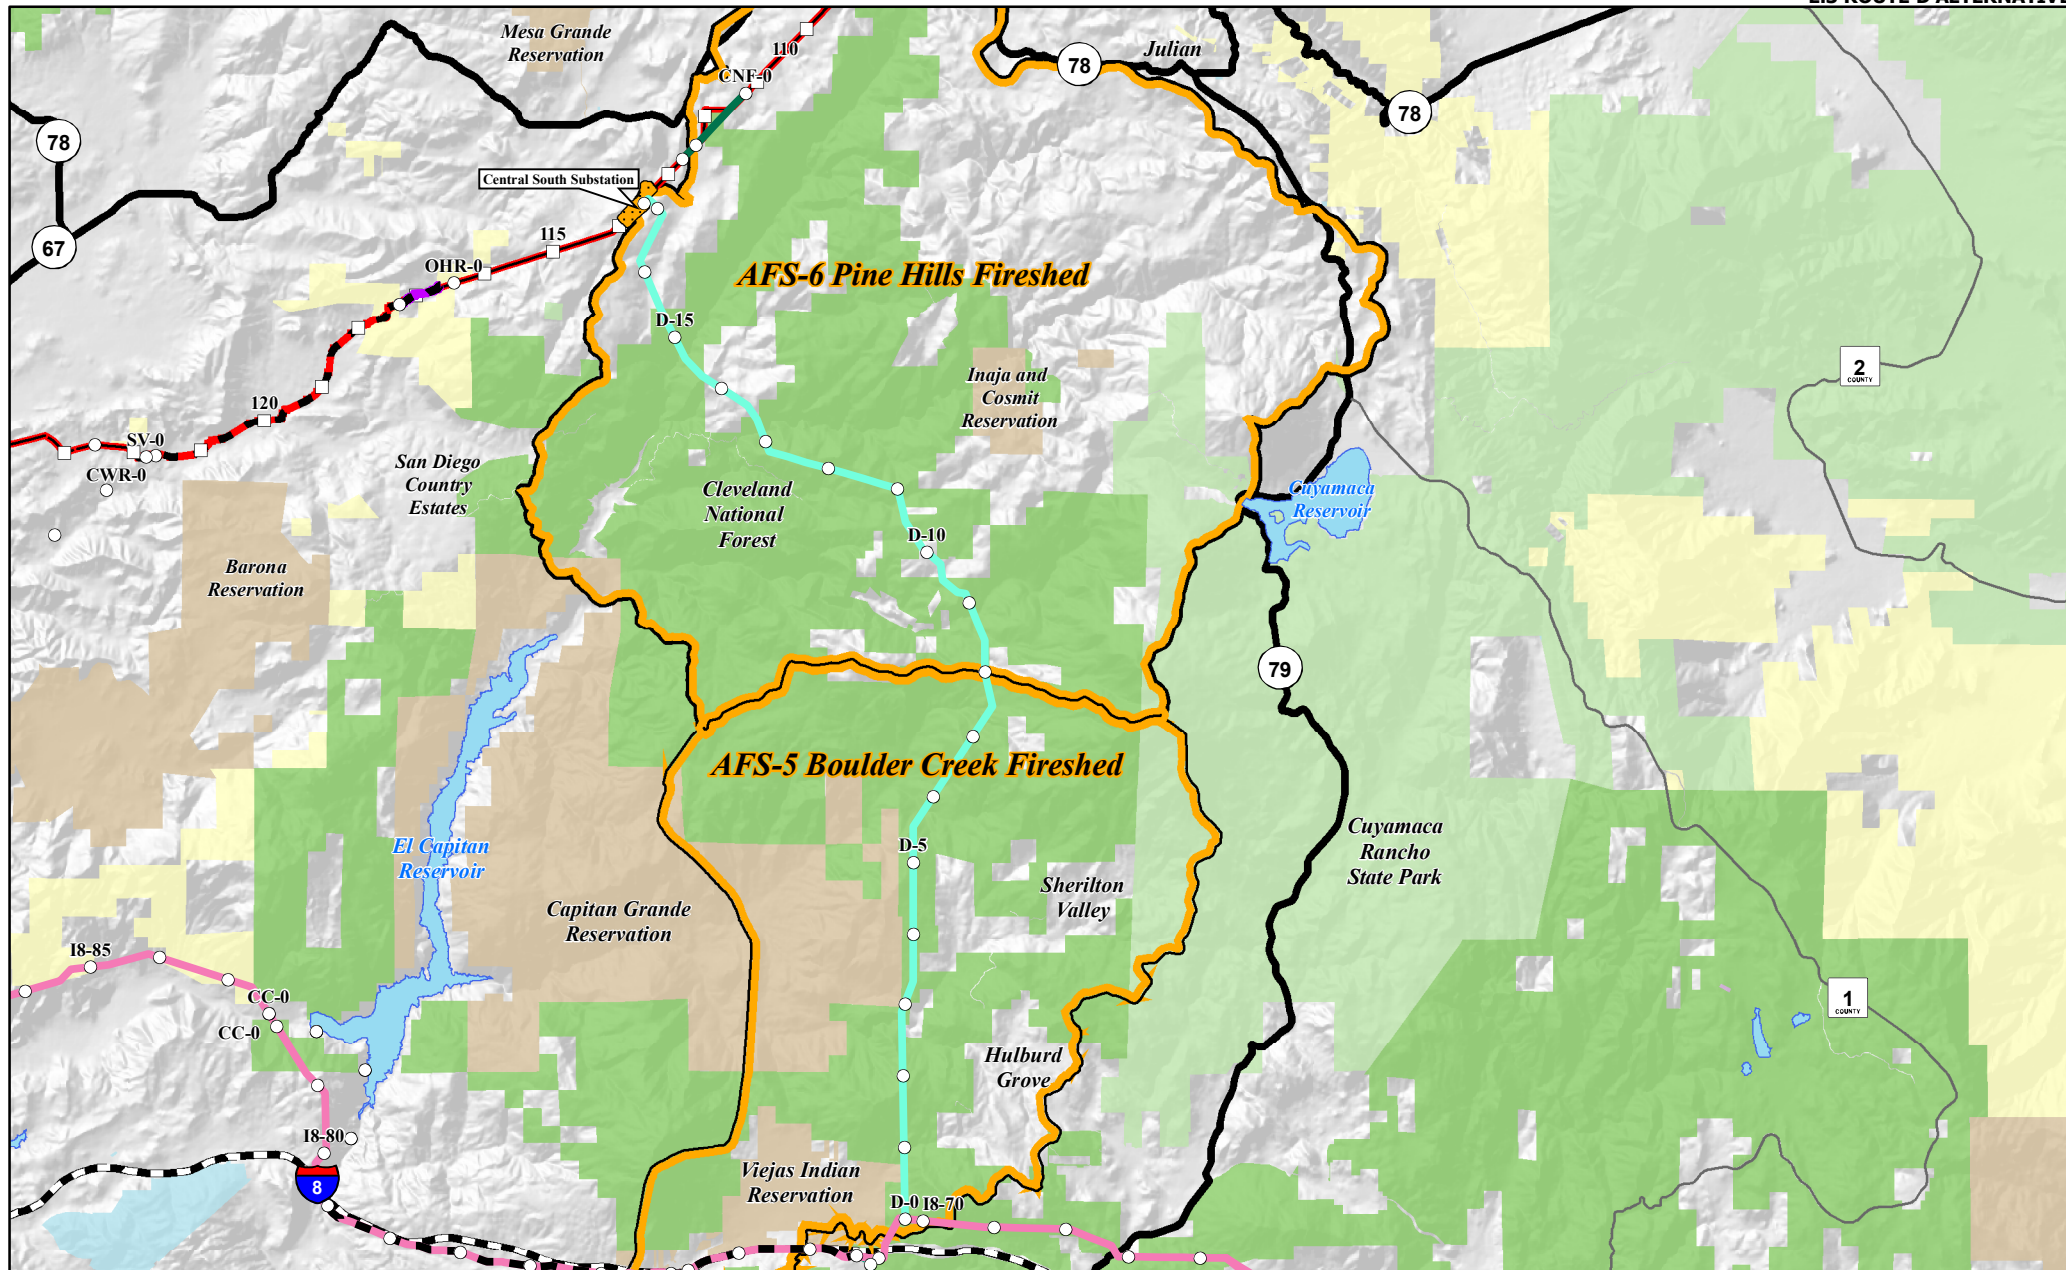 EIS ROUTE D ALTERNATIVE
Mesa Grande
Reservation
110
Julian
78
CNF-0
78
78
Central South Substation
67
115
OHR-0
AFS-6 Pine Hills Fireshed
D-15
Inaja and
Cosmit
Reservation
2
COUNTY
120
SV-0
CWR-0
San Diego
Country
Estates
Cleveland
National
Forest
Cuyamaca
Reservoir
D-10
Barona
Reservation
79
AFS-5 Boulder Creek Fireshed
El Capitan
Reservoir
D-5
Cuyamaca
Rancho
State Park
Sherilton
Valley
Capitan Grande
Reservation
I8-85
CC-0
CC-0
1
COUNTY
Hulburd
Grove
I8-80
8
Viejas Indian
Reservation
D-0
I8-70